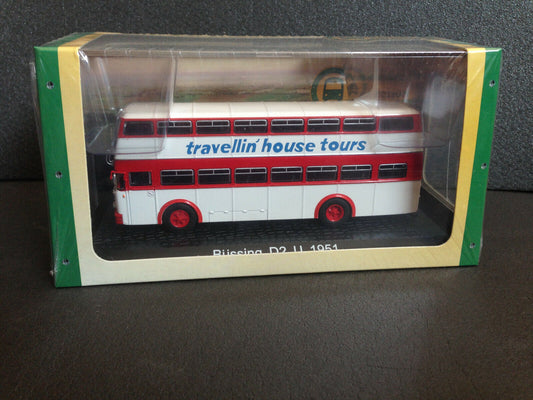 travellin' house tours
Büssing D2 U 1951